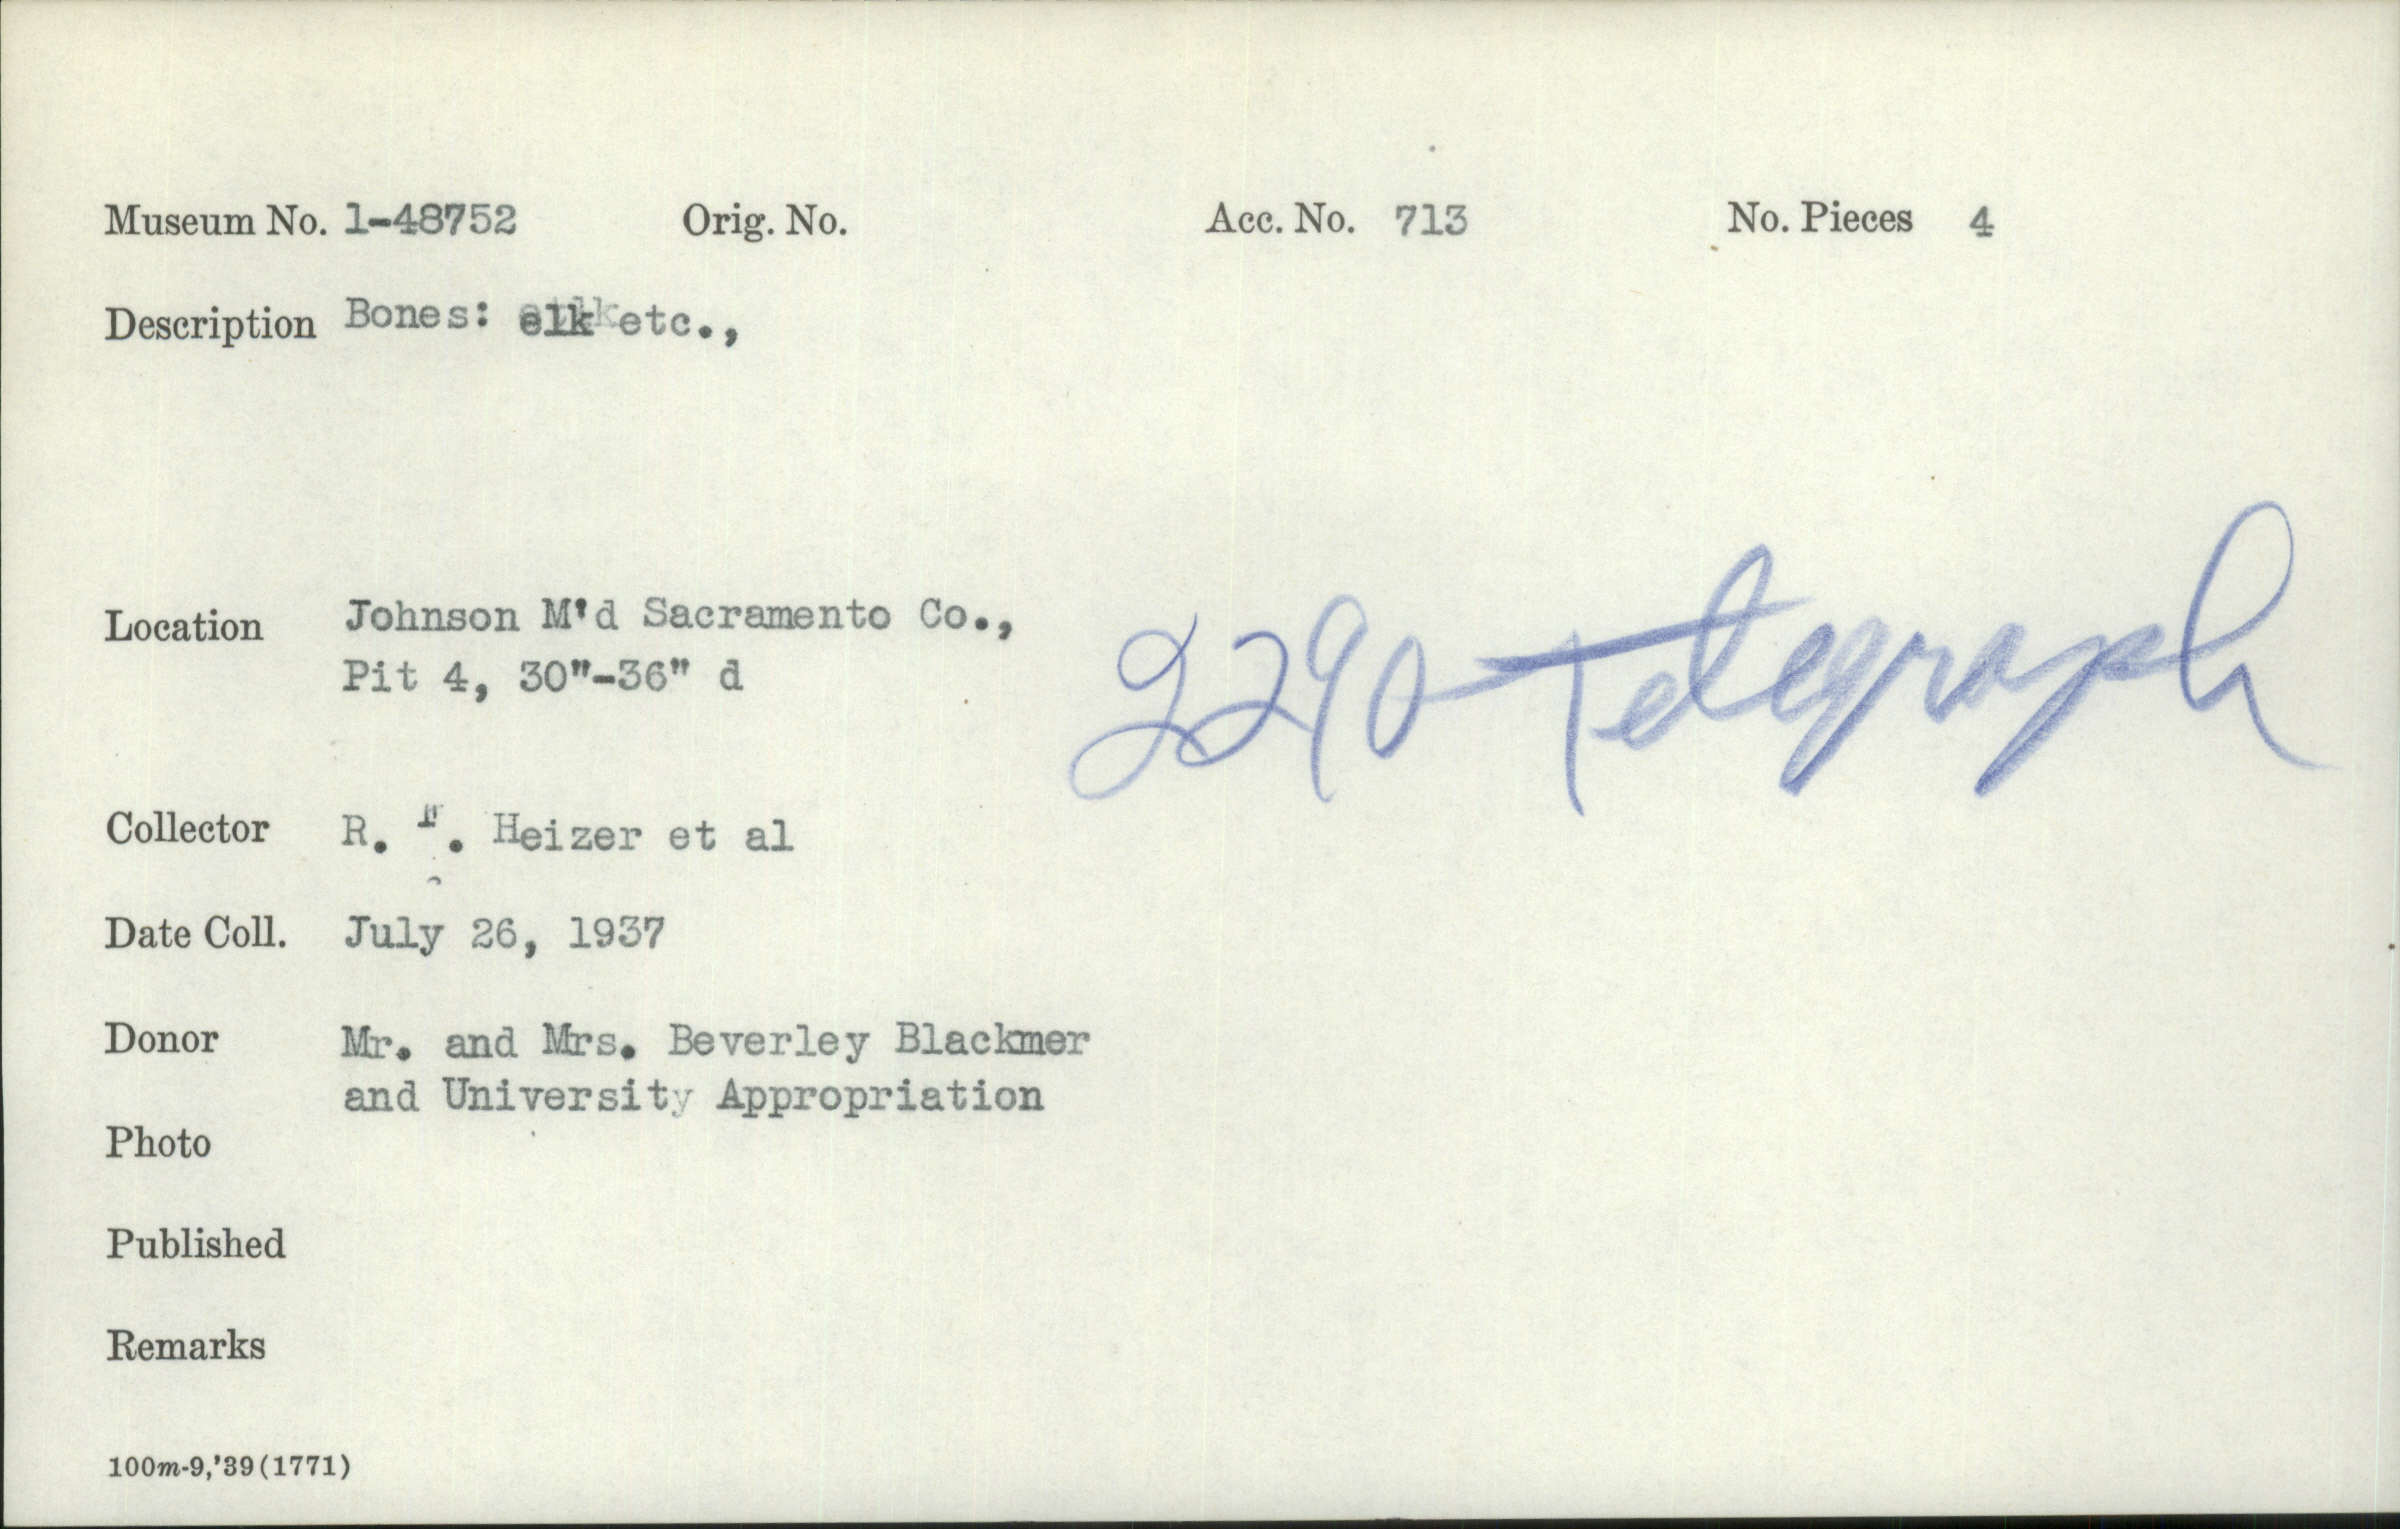 Museum No. 1-48752 Orig. No. Acc. No. 713 No. Pieces 4
Description Bones: elk etc.,
Location Johnson M'd Sacramento Co.,
Pit 4, 30"-36" d
2290 Telegraph
Collector R. F. Heizer et al
Date Coll. July 26, 1937
Donor Mr. and Mrs. Beverley Blackmer
and University Appropriation
Photo
Published
Remarks
100m-9,'39(1771)